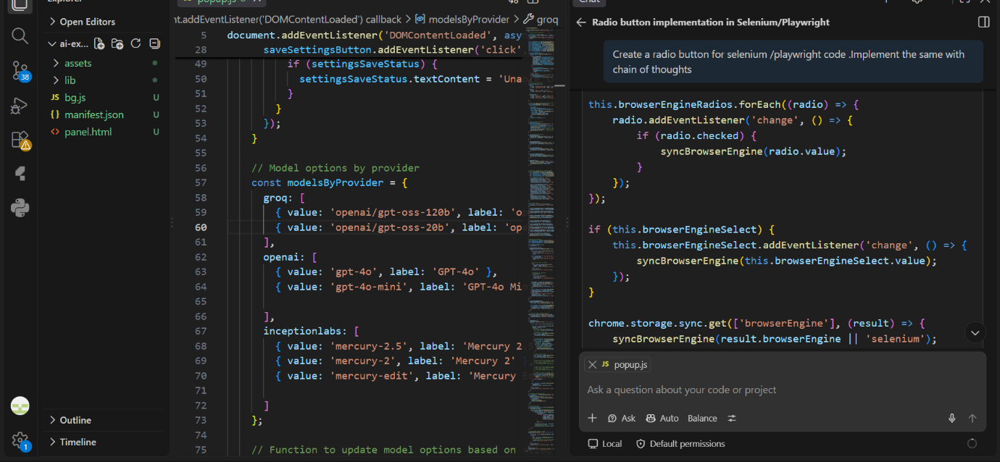 Explorer
Open Editors
ai-ex...
assets
lib
JS bg.js U
{} manifest.json U
<> panel.html U
38
1
Outline
Timeline
JS popup.js
nt.addEventListener('DOMContentLoaded') callback > modelsByProvider > groq
5 document.addEventListener('DOMContentLoaded', asy
28 saveSettingsButton.addEventListener('click'
49 if (settingsSaveStatus) {
50 settingsSaveStatus.textContent = 'Una
51 }
52 }
53 });
54 }
55
56 // Model options by provider
57 const modelsByProvider = {
58 groq: [
59 { value: 'openai/gpt-oss-120b', label: 'op
60 { value: 'openai/gpt-oss-20b', label: 'op
61 ],
62 openai: [
63 { value: 'gpt-4o', label: 'GPT-4o' },
64 { value: 'gpt-4o-mini', label: 'GPT-4o Min
65
66 ],
67 inceptionlabs: [
68 { value: 'mercury-2.5', label: 'Mercury 2
69 { value: 'mercury-2', label: 'Mercury 2'
70 { value: 'mercury-edit', label: 'Mercury
71
72 ]
73 };
74
75 // Function to update model options based on
Chat
Radio button implementation in Selenium/Playwright
Create a radio button for selenium /playwright code .Implement the same with
chain of thoughts
this.browserEngineRadios.forEach((radio) => {
radio.addEventListener('change', () => {
if (radio.checked) {
syncBrowserEngine(radio.value);
}
});
});
if (this.browserEngineSelect) {
this.browserEngineSelect.addEventListener('change', () => {
syncBrowserEngine(this.browserEngineSelect.value);
});
}
chrome.storage.sync.get(['browserEngine'], (result) => {
syncBrowserEngine(result.browserEngine || 'selenium');
JS popup.js
Ask a question about your code or project
Ask Auto Balance
Local Default permissions